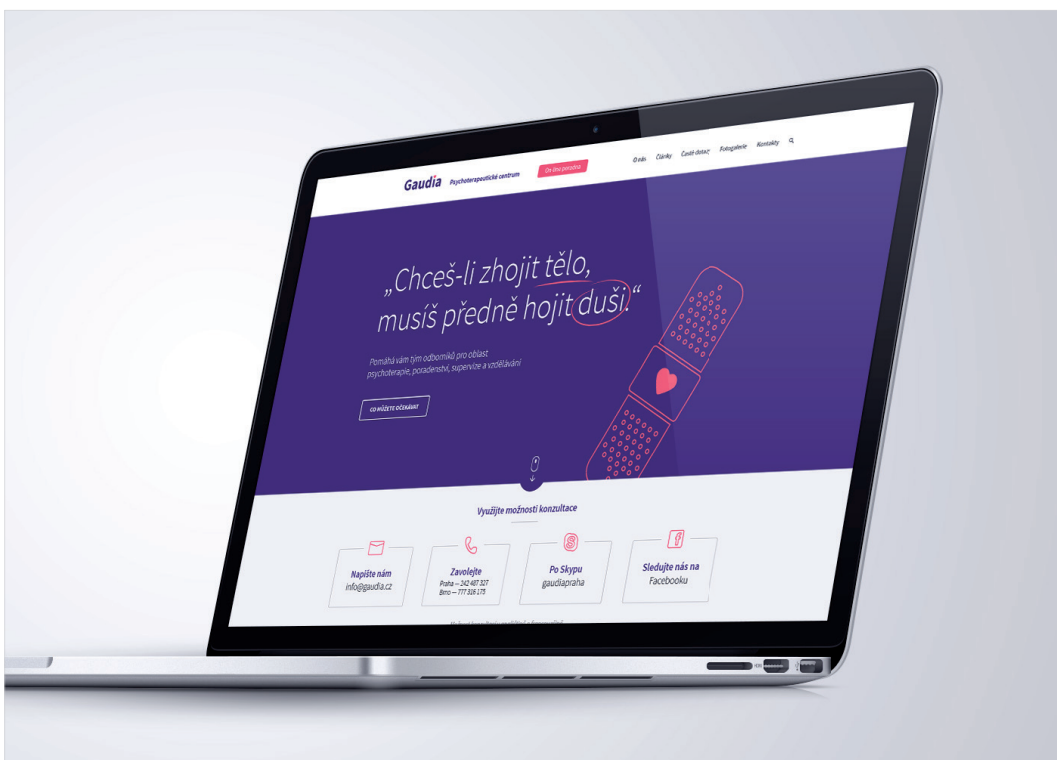 Gaudia
Psychoterapeutické centrum
On-line poradna
O nás
Články
Časté dotazy
Fotogalerie
Kontakty
„Chceš-li zhojit tělo,
musíš předně hojit duši.“
Pomáhá vám tým odborníků pro oblast
psychoterapie, poradenství, supervize a vzdělávání
CO MŮŽETE OČEKÁVAT
Využijte možnosti konzultace
Napište nám
info@gaudia.cz
Zavolejte
Praha — 242 487 327
Brno — 777 316 175
Po Skypu
gaudiapraha
Sledujte nás na
Facebooku